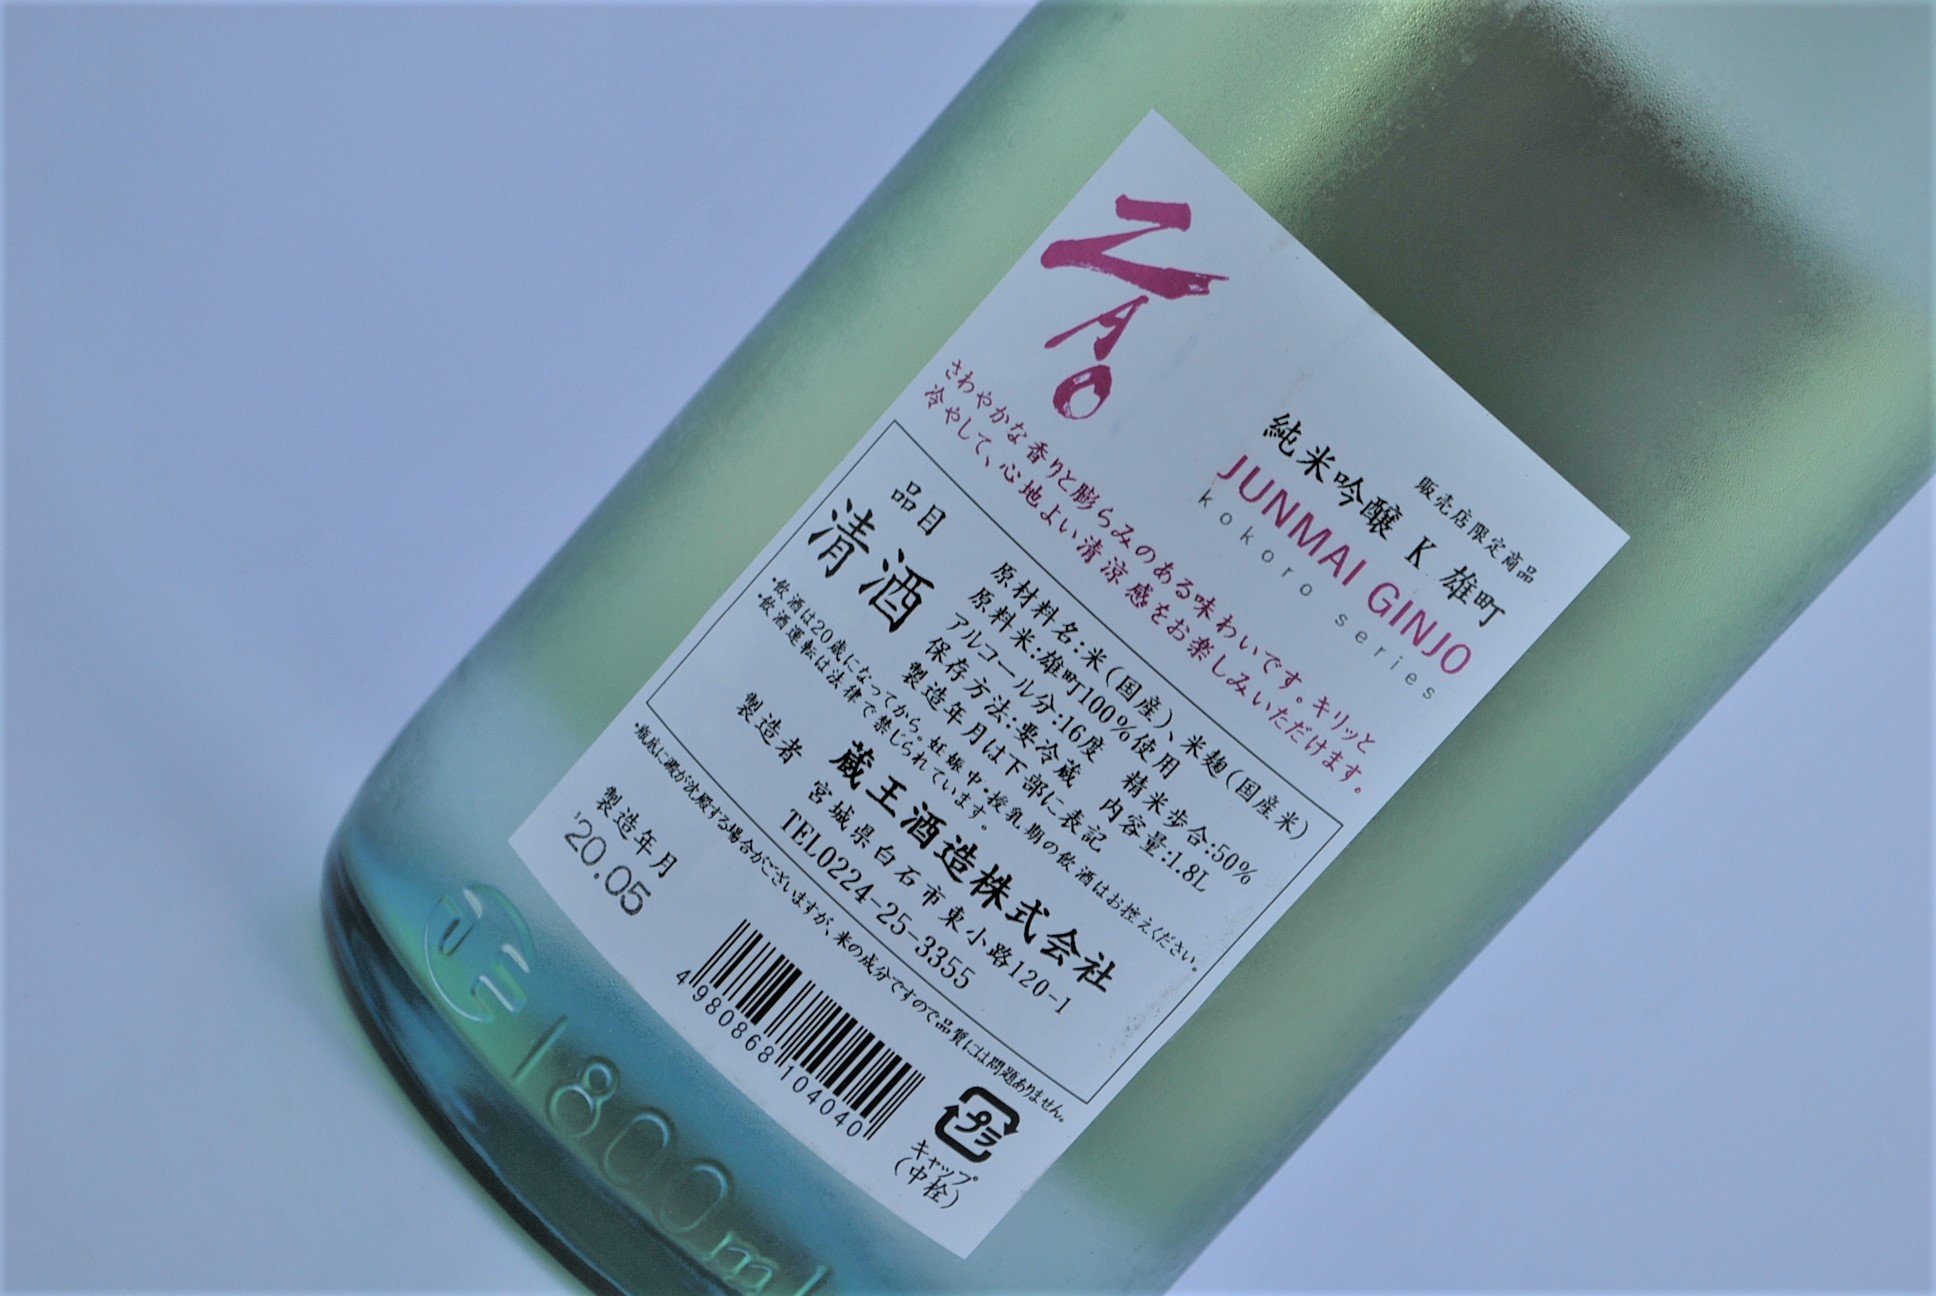 ZAO
販売店限定商品
純米吟醸 K 雄町
JUNMAI GINJO
kokoro series
さわやかな香りと膨らみのある味わいです。キリッと
冷やして、心地よい清涼感をお楽しみいただけます。
品目
清酒
原材料名:米(国産)、米麹(国産米)
原料米:雄町100%使用
アルコール分:16度 精米歩合:50%
保存方法:要冷蔵 内容量:1.8L
製造年月は下部に表記
・飲酒は20歳になってから。妊娠中・授乳期の飲酒はお控えください。
・飲酒運転は法律で禁じられています。
製造者 蔵王酒造株式会社
宮城県白石市東小路120-1
TEL0224-25-3355
・瓶底に澱が沈殿する場合がございますが、米の成分ですので品質には問題ありません。
製造年月
'20.05
4980868104040
プラ
キャップ
(中栓)
1800ml